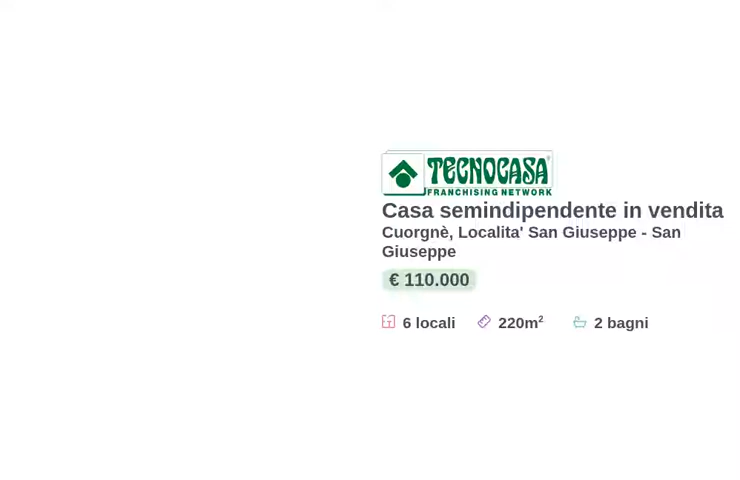 TECNOCASA
FRANCHISING NETWORK
Casa semindipendente in vendita
Cuorgnè, Localita' San Giuseppe - San
Giuseppe
€ 110.000
6 locali 220m² 2 bagni